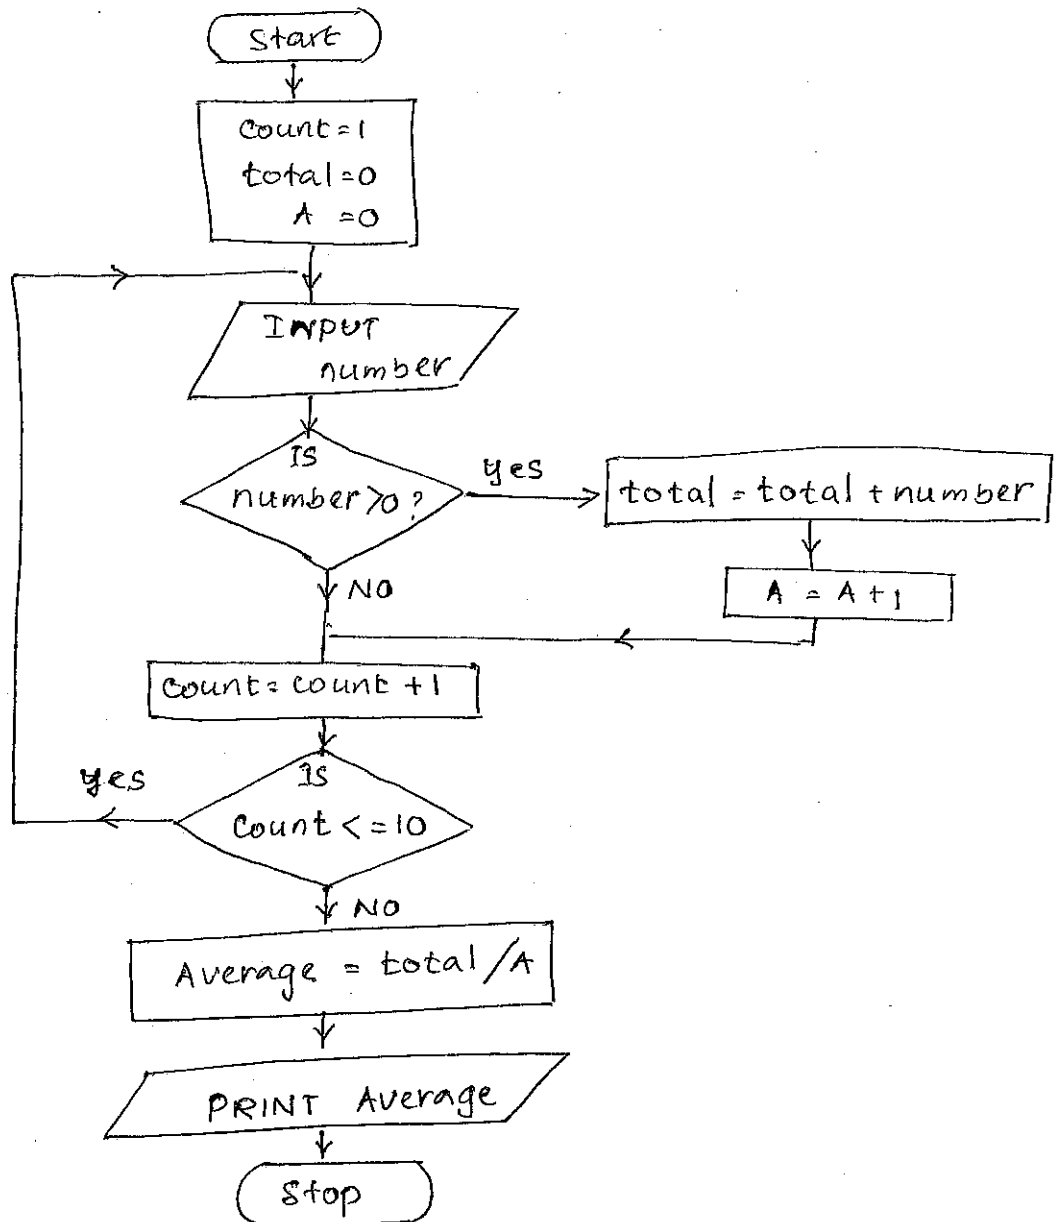 Start
Count=1
total=0
A =0
INPUT
number
IS
number>0?
yes
total = total + number
A = A+1
NO
Count = count +1
Is
Count <=10
yes
NO
Average = total/A
PRINT Average
Stop